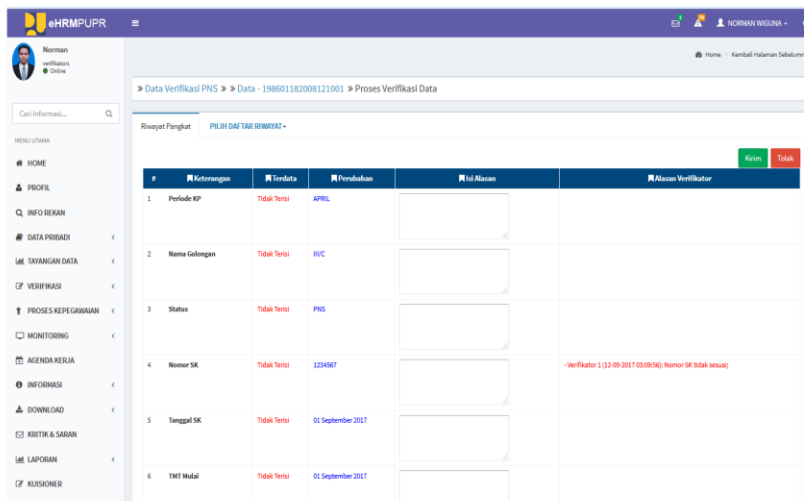 eHRMPUPR
NORMAN WIGUNA
Norman
verifikator1
Online
Home
Kembali Halaman Sebelumn
» Data Verifikasi PNS » » Data - 198601182008121001 » Proses Verifikasi Data
Cari Informasi...
Riwayat Pangkat PILIH DAFTAR RIWAYAT
MENU UTAMA
HOME
PROFIL
INFO REKAN
DATA PRIBADI
TAYANGAN DATA
VERIFIKASI
PROSES KEPEGAWAIAN
MONITORING
AGENDA KERJA
INFORMASI
DOWNLOAD
KRITIK & SARAN
LAPORAN
KUISIONER
Kirim Tolak
# Keterangan Terdata Perubahan Isi Alasan Alasan Verifikator
1 Periode KP Tidak Terisi APRIL
2 Nama Golongan Tidak Terisi III/C
3 Status Tidak Terisi PNS
4 Nomor SK Tidak Terisi 1234567 - Verifikator 1 (12-09-2017 03:09:56): Nomor SK tidak sesuai;
5 Tanggal SK Tidak Terisi 01 September 2017
6 TMT Mulai Tidak Terisi 01 September 2017